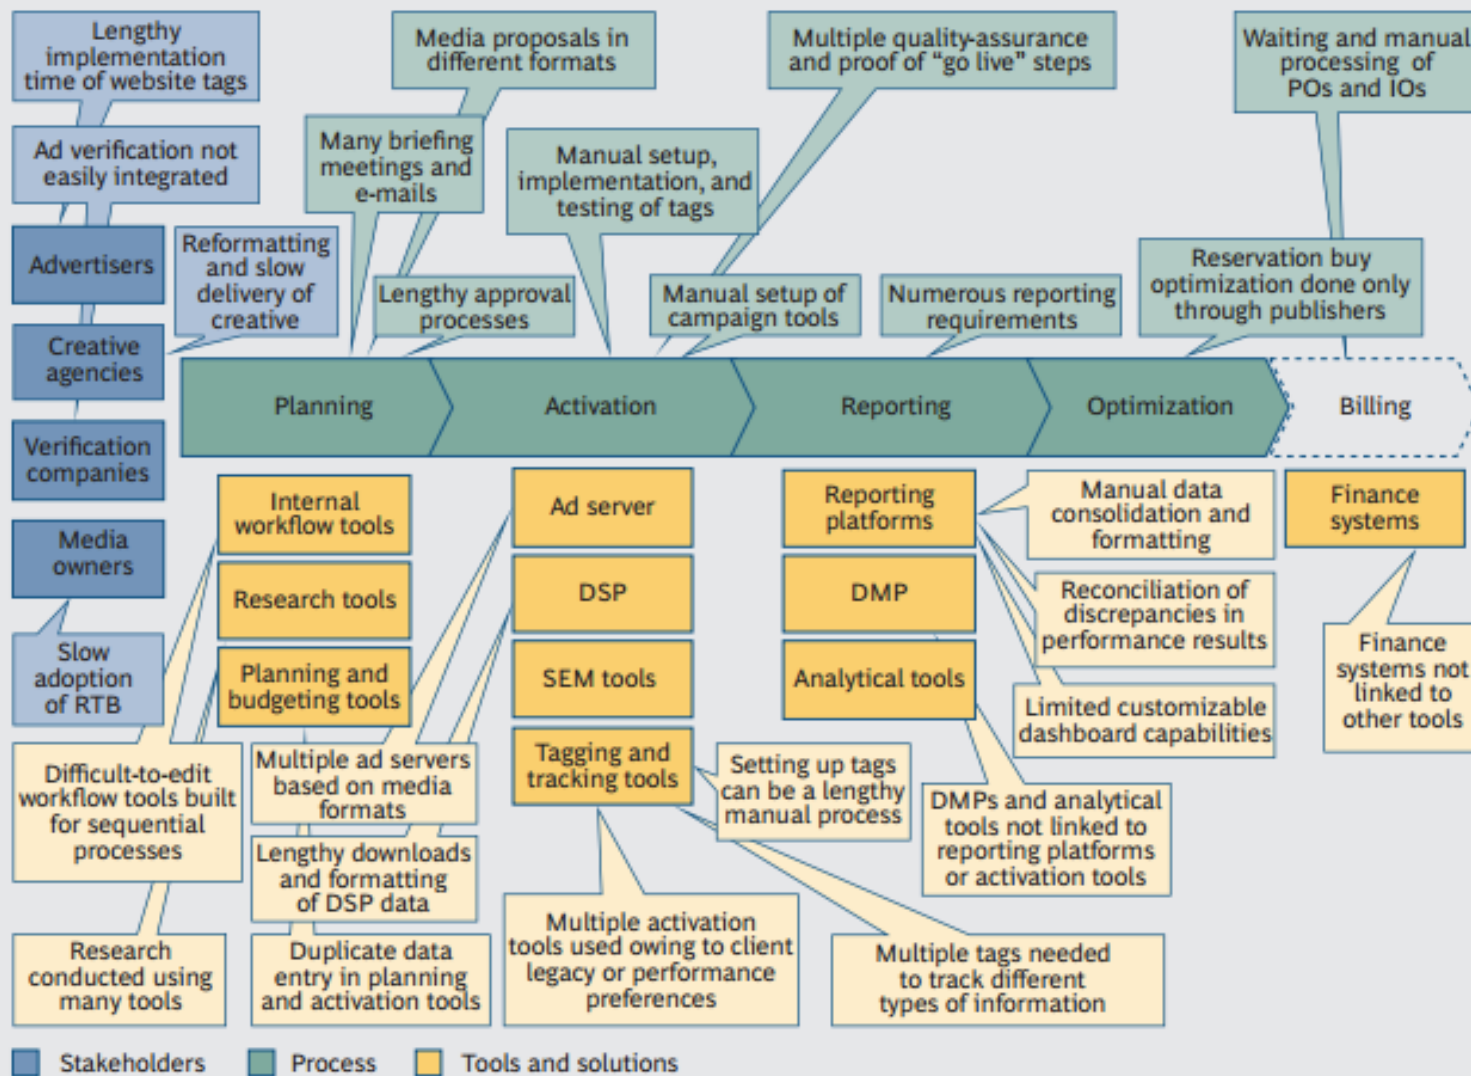 Lengthy
implementation
time of website tags
Media proposals in
different formats
Multiple quality-assurance
and proof of “go live” steps
Waiting and manual
processing of
POs and IOs
Ad verification not
easily integrated
Many briefing
meetings and
e-mails
Manual setup,
implementation, and
testing of tags
Advertisers
Reformatting
and slow
delivery of
creative
Lengthy approval
processes
Manual setup of
campaign tools
Numerous reporting
requirements
Reservation buy
optimization done only
through publishers
Creative
agencies
Planning
Activation
Reporting
Optimization
Billing
Verification
companies
Media
owners
Slow
adoption
of RTB
Internal
workflow tools
Research tools
Planning and
budgeting tools
Ad server
DSP
SEM tools
Tagging and
tracking tools
Reporting
platforms
DMP
Analytical tools
Manual data
consolidation and
formatting
Reconciliation of
discrepancies in
performance results
Limited customizable
dashboard capabilities
Finance
systems
Finance
systems not
linked to
other tools
Difficult-to-edit
workflow tools built
for sequential
processes
Multiple ad servers
based on media
formats
Setting up tags
can be a lengthy
manual process
DMPs and analytical
tools not linked to
reporting platforms
or activation tools
Lengthy downloads
and formatting
of DSP data
Research
conducted using
many tools
Duplicate data
entry in planning
and activation tools
Multiple activation
tools used owing to client
legacy or performance
preferences
Multiple tags needed
to track different
types of information
Stakeholders
Process
Tools and solutions